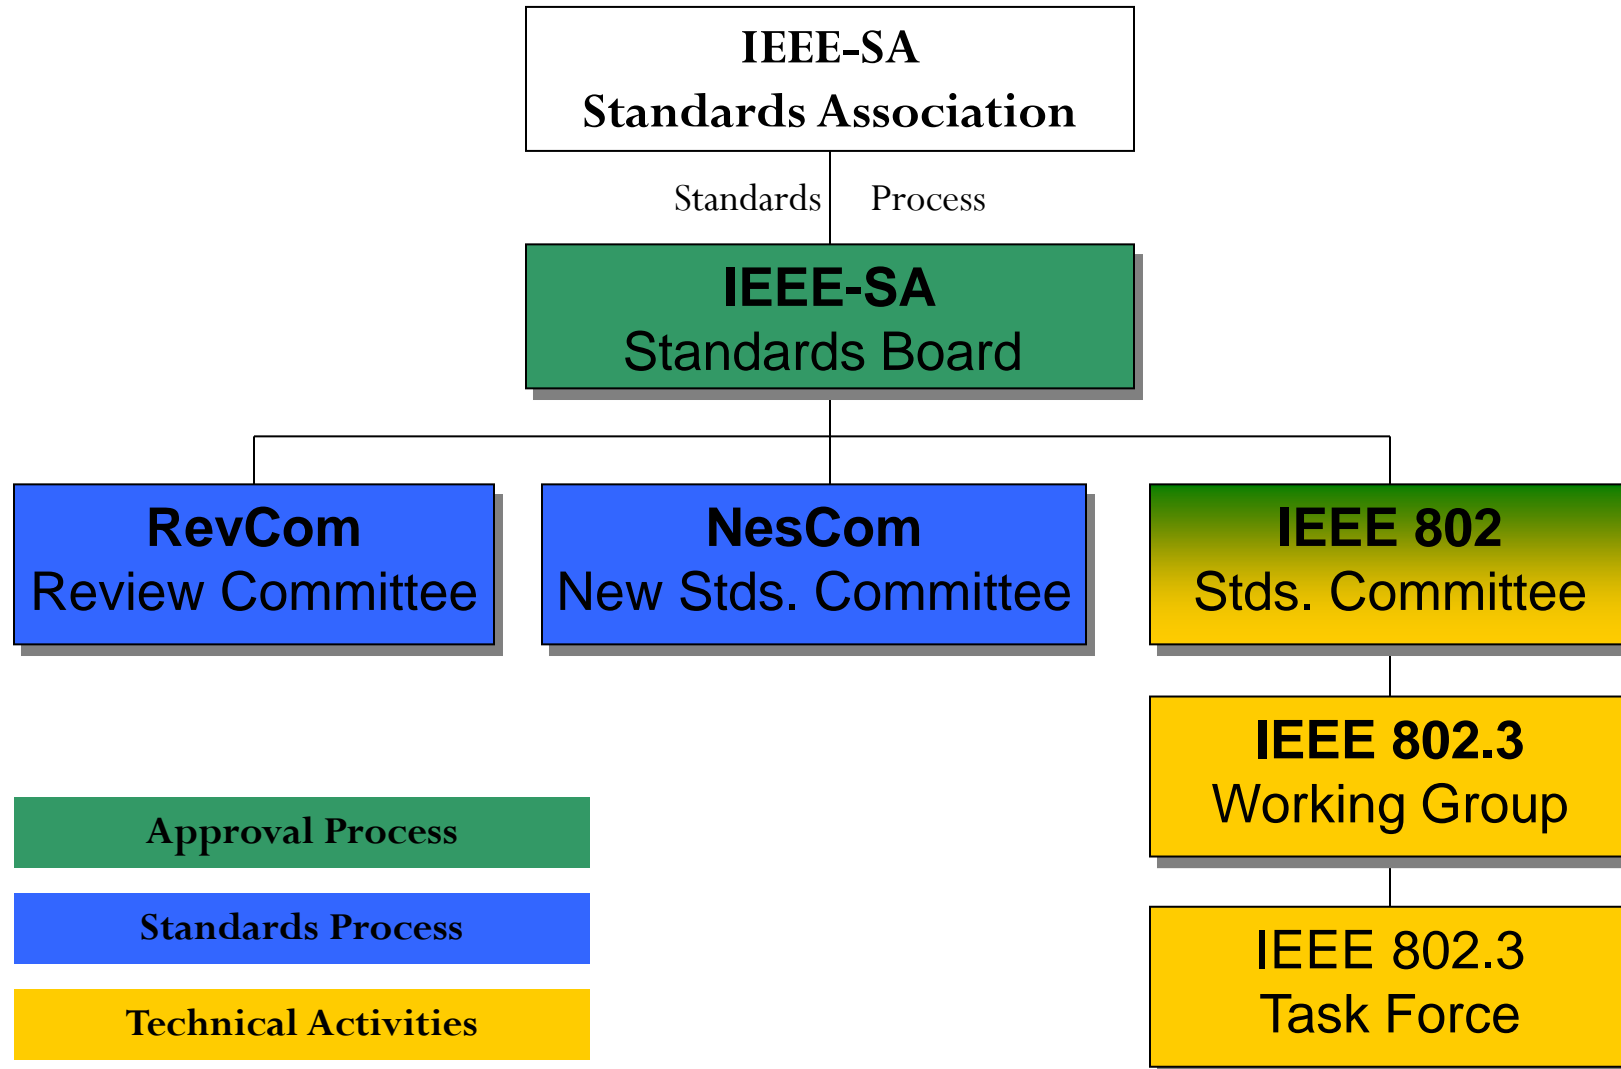 IEEE-SA
Standards Association
Standards Process
IEEE-SA
Standards Board
RevCom
Review Committee
NesCom
New Stds. Committee
IEEE 802
Stds. Committee
IEEE 802.3
Working Group
IEEE 802.3
Task Force
Approval Process
Standards Process
Technical Activities